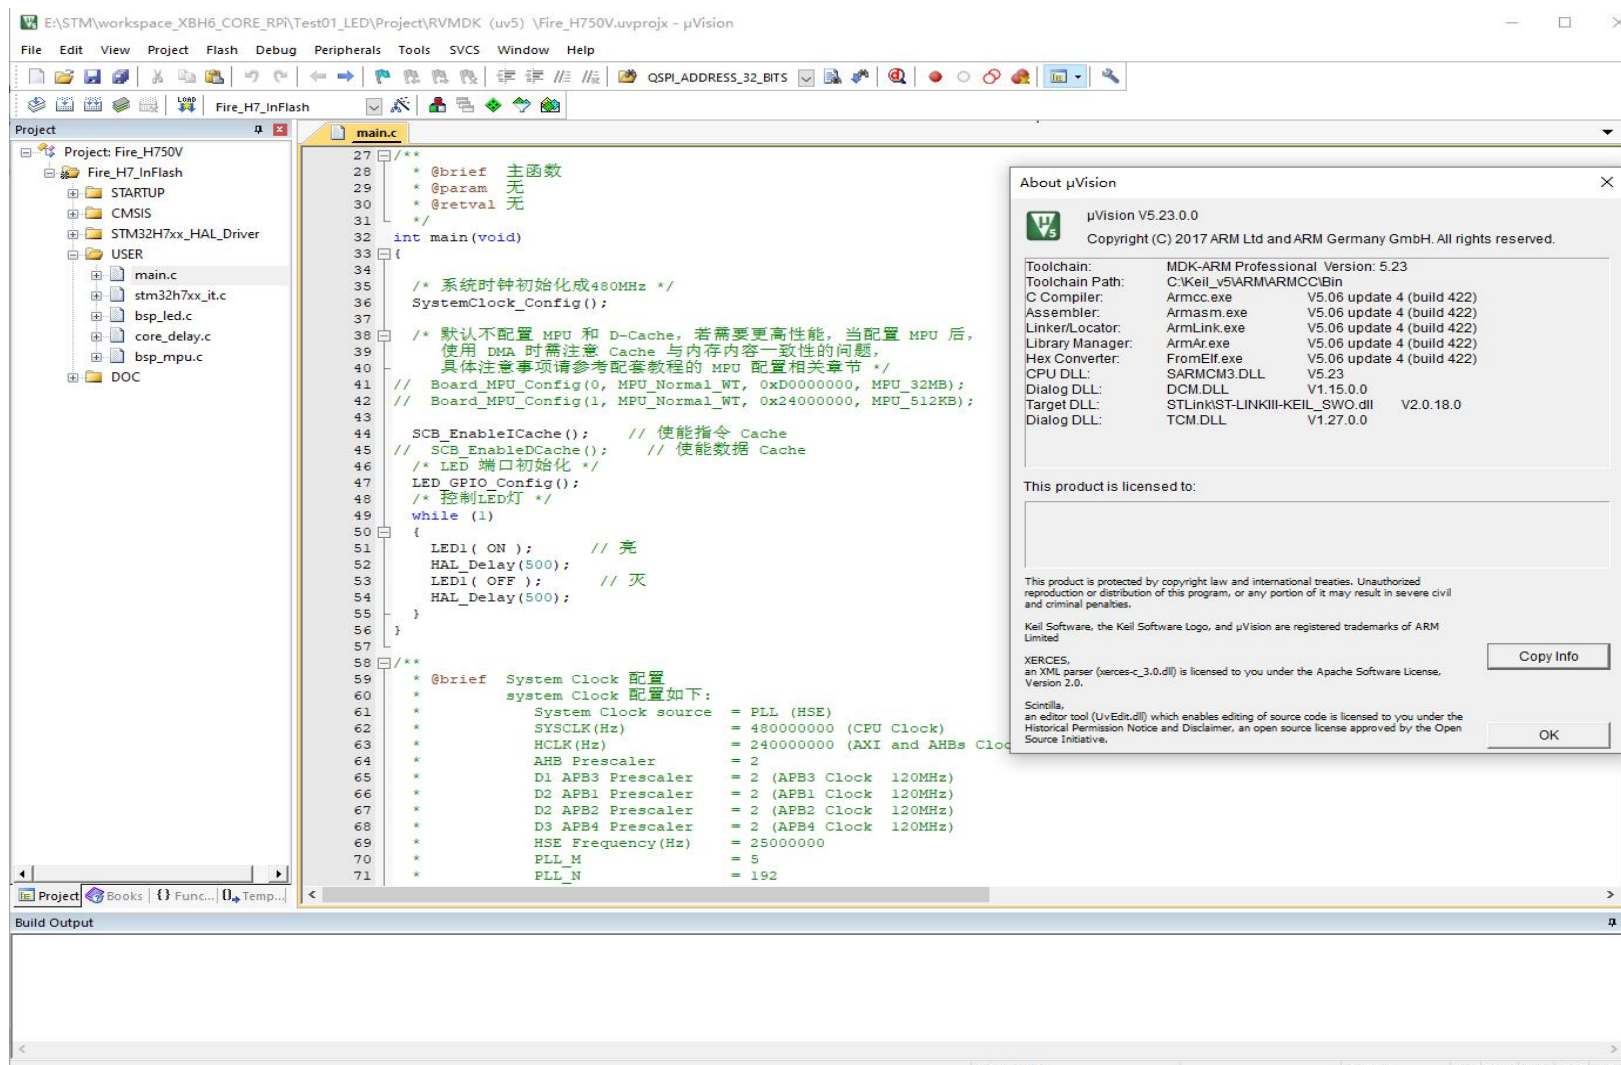 E:\STM\workspace_XBH6_CORE_RPi\Test01_LED\Project\RVMDK（uv5）\Fire_H750V.uvprojx - µVision
File Edit View Project Flash Debug Peripherals Tools SVCS Window Help
QSPI_ADDRESS_32_BITS
LOAD Fire_H7_InFlash
Project
Project: Fire_H750V
Fire_H7_InFlash
STARTUP
CMSIS
STM32H7xx_HAL_Driver
USER
main.c
stm32h7xx_it.c
bsp_led.c
core_delay.c
bsp_mpu.c
DOC
Project Books {} Func... Temp...
main.c
27 /**
28 * @brief 主函数
29 * @param 无
30 * @retval 无
31 */
32 int main(void)
33 {
34
35 /* 系统时钟初始化成480MHz */
36 SystemClock_Config();
37
38 /* 默认不配置 MPU 和 D-Cache，若需要更高性能，当配置 MPU 后，
39 使用 DMA 时需注意 Cache 与内存内容一致性的问题，
40 具体注意事项请参考配套教程的 MPU 配置相关章节 */
41 // Board_MPU_Config(0, MPU_Normal_WT, 0xD0000000, MPU_32MB);
42 // Board_MPU_Config(1, MPU_Normal_WT, 0x24000000, MPU_512KB);
43
44 SCB_EnableICache(); // 使能指令 Cache
45 // SCB_EnableDCache(); // 使能数据 Cache
46 /* LED 端口初始化 */
47 LED_GPIO_Config();
48 /* 控制LED灯 */
49 while (1)
50 {
51 LED1( ON ); // 亮
52 HAL_Delay(500);
53 LED1( OFF ); // 灭
54 HAL_Delay(500);
55 }
56 }
57
58 /**
59 * @brief System Clock 配置
60 * system Clock 配置如下:
61 * System Clock source = PLL (HSE)
62 * SYSCLK(Hz) = 480000000 (CPU Clock)
63 * HCLK(Hz) = 240000000 (AXI and AHBs Cloc
64 * AHB Prescaler = 2
65 * D1 APB3 Prescaler = 2 (APB3 Clock 120MHz)
66 * D2 APB1 Prescaler = 2 (APB1 Clock 120MHz)
67 * D2 APB2 Prescaler = 2 (APB2 Clock 120MHz)
68 * D3 APB4 Prescaler = 2 (APB4 Clock 120MHz)
69 * HSE Frequency(Hz) = 25000000
70 * PLL_M = 5
71 * PLL_N = 192
About µVision
µVision V5.23.0.0
Copyright (C) 2017 ARM Ltd and ARM Germany GmbH. All rights reserved.
Toolchain: MDK-ARM Professional Version: 5.23
Toolchain Path: C:\Keil_v5\ARM\ARMCC\Bin
C Compiler: Armcc.exe V5.06 update 4 (build 422)
Assembler: Armasm.exe V5.06 update 4 (build 422)
Linker/Locator: ArmLink.exe V5.06 update 4 (build 422)
Library Manager: ArmAr.exe V5.06 update 4 (build 422)
Hex Converter: FromElf.exe V5.06 update 4 (build 422)
CPU DLL: SARMCM3.DLL V5.23
Dialog DLL: DCM.DLL V1.15.0.0
Target DLL: STLink\ST-LINKIII-KEIL_SWO.dll V2.0.18.0
Dialog DLL: TCM.DLL V1.27.0.0
This product is licensed to:
This product is protected by copyright law and international treaties. Unauthorized
reproduction or distribution of this program, or any portion of it may result in severe civil
and criminal penalties.
Keil Software, the Keil Software Logo, and µVision are registered trademarks of ARM
Limited
XERCES,
an XML parser (xerces-c_3.0.dll) is licensed to you under the Apache Software License,
Version 2.0.
Scintilla,
an editor tool (UvEdit.dll) which enables editing of source code is licensed to you under the
Historical Permission Notice and Disclaimer, an open source license approved by the Open
Source Initiative.
Copy Info
OK
Build Output